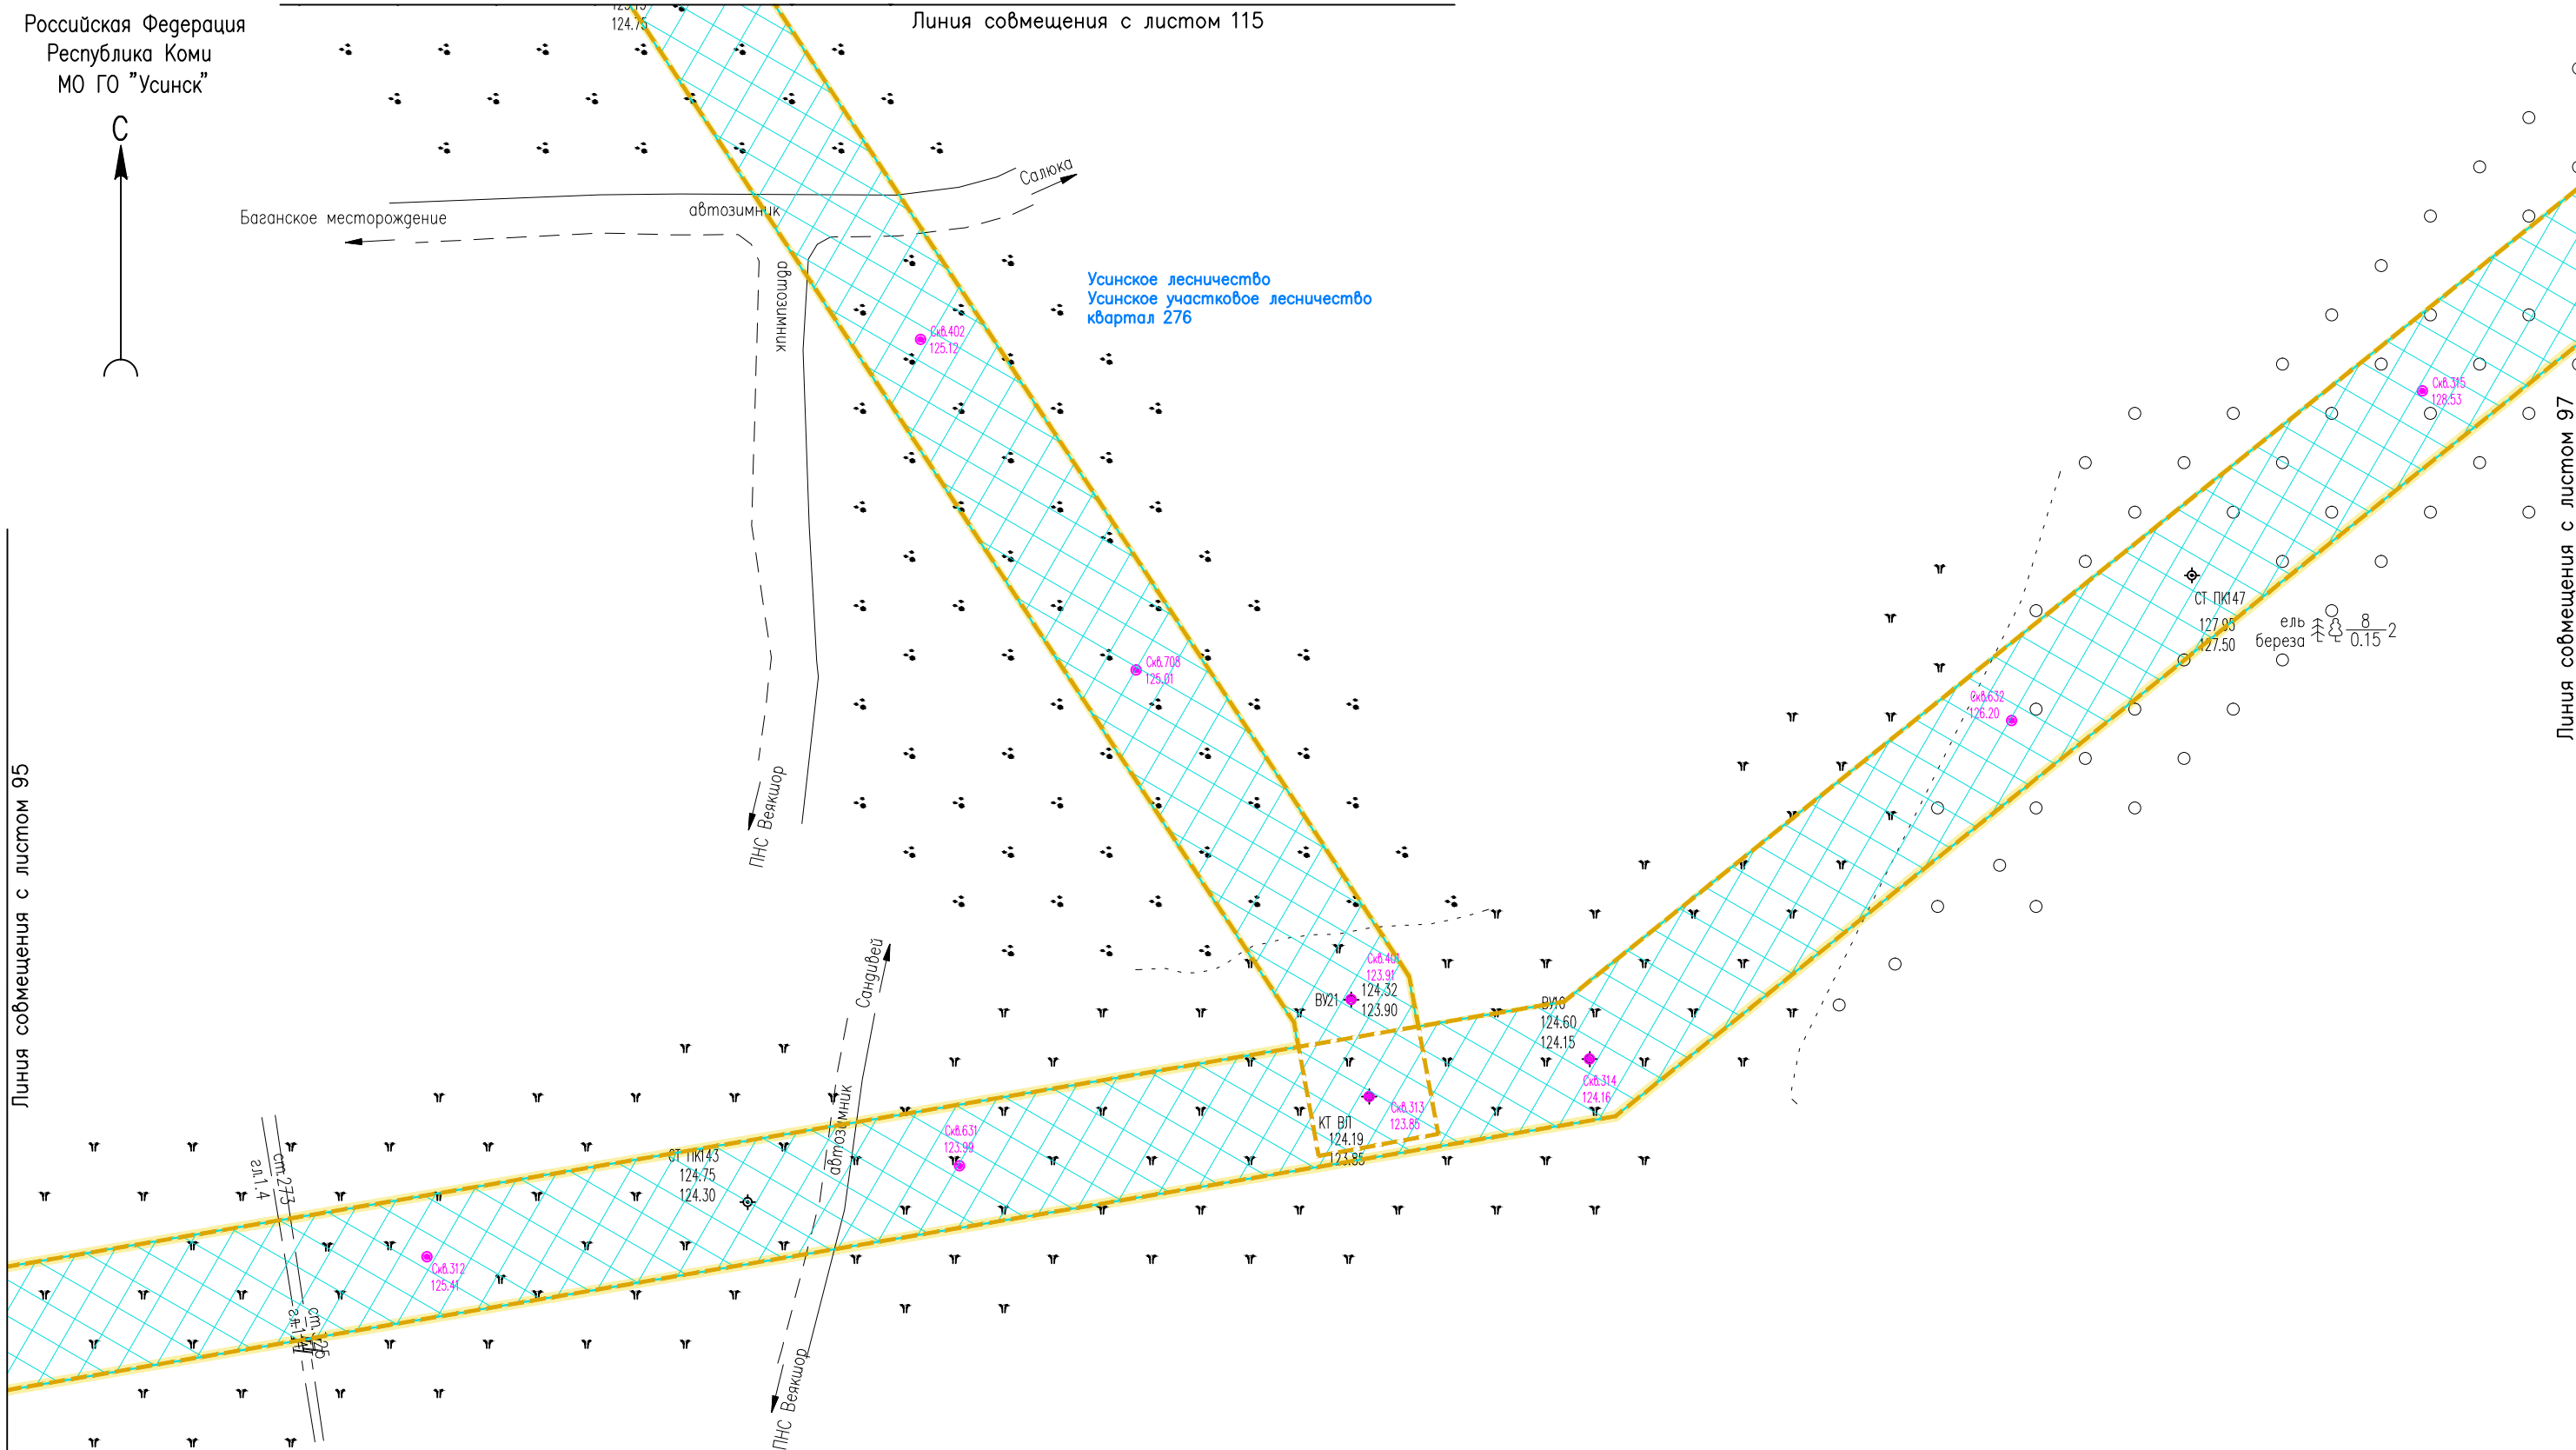 Российская Федерация
Республика Коми
МО ГО "Усинск"
С
124.75
Линия совмещения с листом 115
Салюка
Баганское месторождение
автозимник
автозимник
Усинское лесничество
Усинское участковое лесничество
квартал 276
Скв.402
125.12
Скв.315
128.53
Линия совмещения с листом 97
СТ ПК147
127.95
127.50
ель
береза
8
0.15
2
Скв.708
125.01
Скв.632
126.20
ПНС Веякшор
Линия совмещения с листом 95
Сандивей
Скв.401
123.91
ВУ21
124.32
123.90
124.60
124.15
Скв.314
124.16
Скв.313
123.85
КТ ВЛ
124.19
123.85
автозимник
Скв.631
123.99
СТ ПК143
124.75
124.30
ст.273
гл.1.4
Скв.312
125.41
ПНС Веякшор